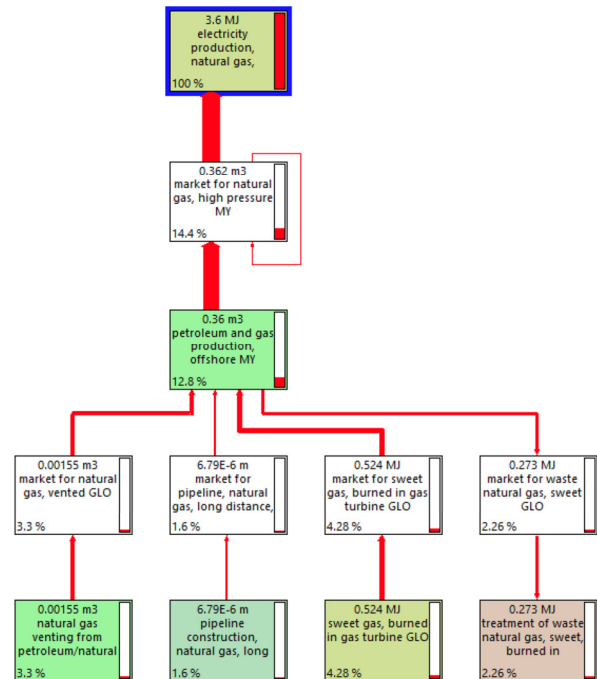 3.6 MJ
electricity
production,
natural gas,
100 %
0.362 m3
market for natural
gas, high pressure
MY
14.4 %
0.36 m3
petroleum and gas
production,
offshore MY
12.8 %
0.00155 m3
market for natural
gas, vented GLO
3.3 %
6.79E-6 m
market for
pipeline, natural
gas, long distance,
1.6 %
0.524 MJ
market for sweet
gas, burned in gas
turbine GLO
4.28 %
0.273 MJ
market for waste
natural gas, sweet
GLO
2.26 %
0.00155 m3
natural gas
venting from
petroleum/natural
3.3 %
6.79E-6 m
pipeline
construction,
natural gas, long
1.6 %
0.524 MJ
sweet gas, burned
in gas turbine GLO
4.28 %
0.273 MJ
treatment of waste
natural gas, sweet,
burned in
2.26 %